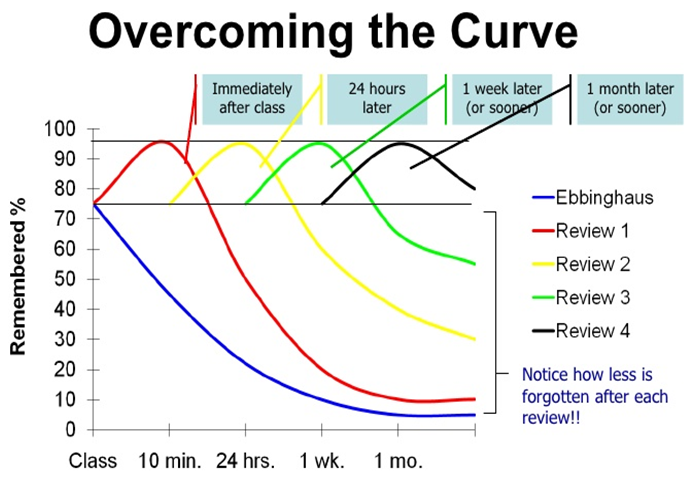 Overcoming the Curve
Immediately
after class
24 hours
later
1 week later
(or sooner)
1 month later
(or sooner)
Remembered %
100
90
80
70
60
50
40
30
20
10
0
Class
10 min.
24 hrs.
1 wk.
1 mo.
Ebbinghaus
Review 1
Review 2
Review 3
Review 4
Notice how less is
forgotten after each
review!!